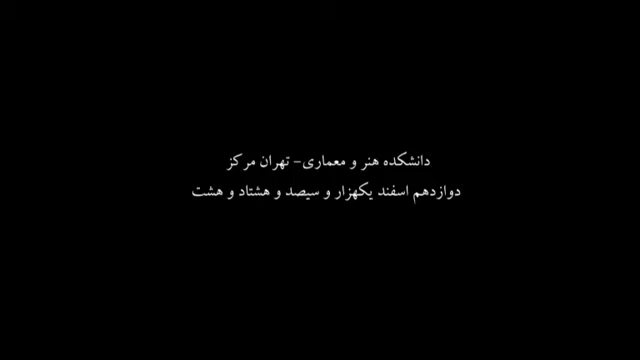 دانشکده هنر و معماری- تهران مرکز
دوازدهم اسفند یکهزار و سیصد و هشتاد و هشت